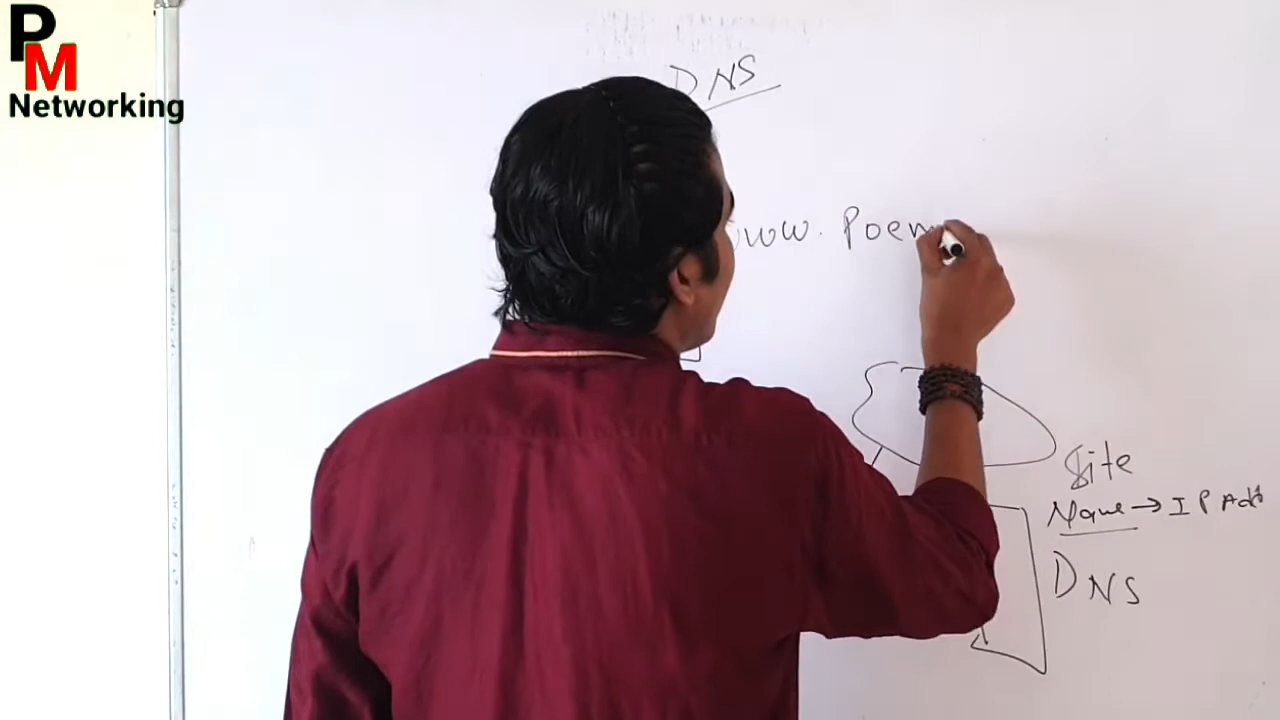 PM
Networking
DNS
www. Poem
Site
Name → IP Add
DNS